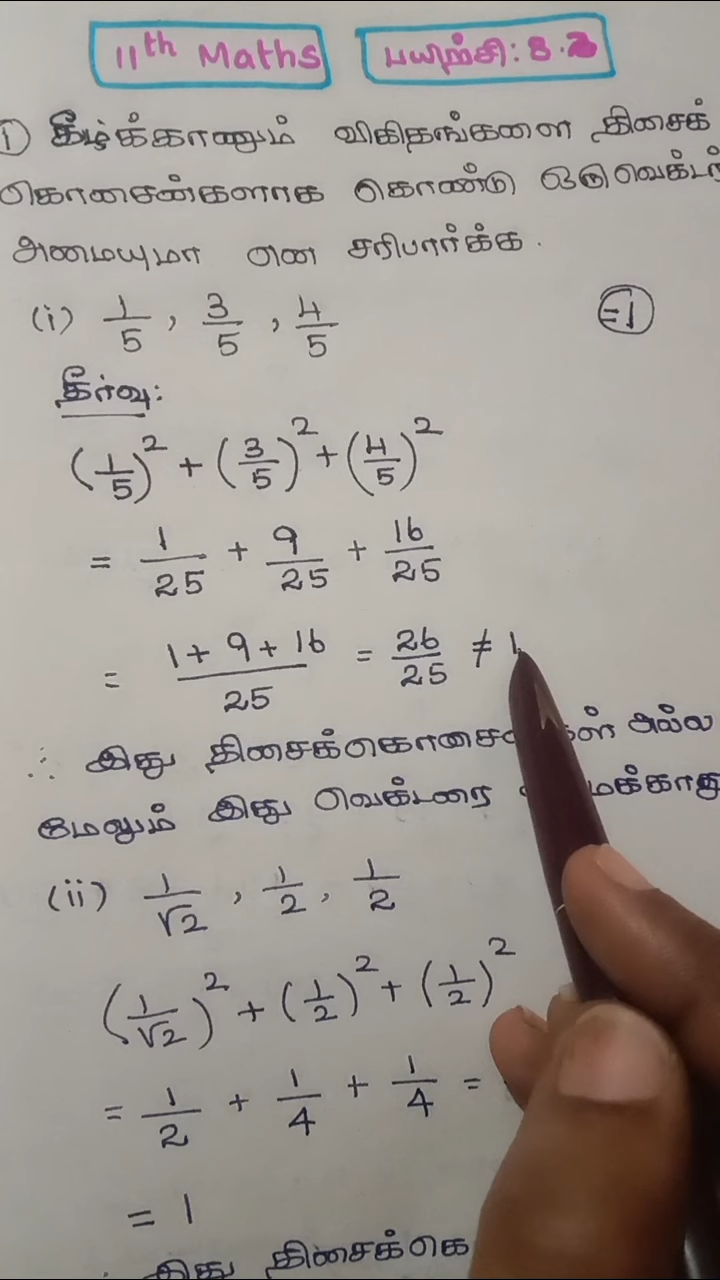 11th Maths
பயிற்சி: 8.2
① கீழ்க்காணும் விகிதங்களை திசைக்
கொசைன்களாக கொண்டு ஒரு வெக்டர்
அமையுமா என சரிபார்க்க.
(i) 1/5, 3/5, 4/5 =1
தீர்வு:
(1/5)² + (3/5)² + (4/5)²
= 1/25 + 9/25 + 16/25
= (1 + 9 + 16)/25 = 26/25 ≠ 1
∴ இது அல்ல
மேலும் இது வெக்டரை
(ii) 1/√2, 1/2, 1/2
(1/√2)² + (1/2)² + (1/2)²
= 1/2 + 1/4 + 1/4 =
= 1
∴ இது திசைக்கொ